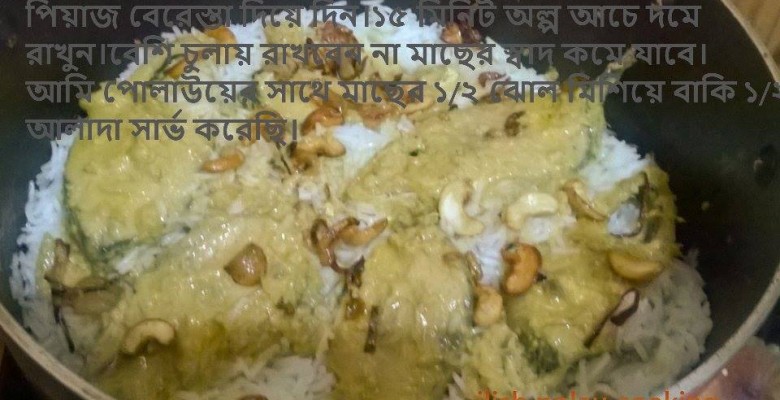 পিয়াজ বেরেস্তা দিয়ে দিন।১৫ মিনিট অল্প আচে দমে
রাখুন।বেশি চুলায় রাখবেন না মাছের স্বাদ কমে যাবে।
আমি পোলাউয়ের সাথে মাছের ১/২ ঝোল মিশিয়ে বাকি ১/২
আলাদা সার্ভ করেছি।